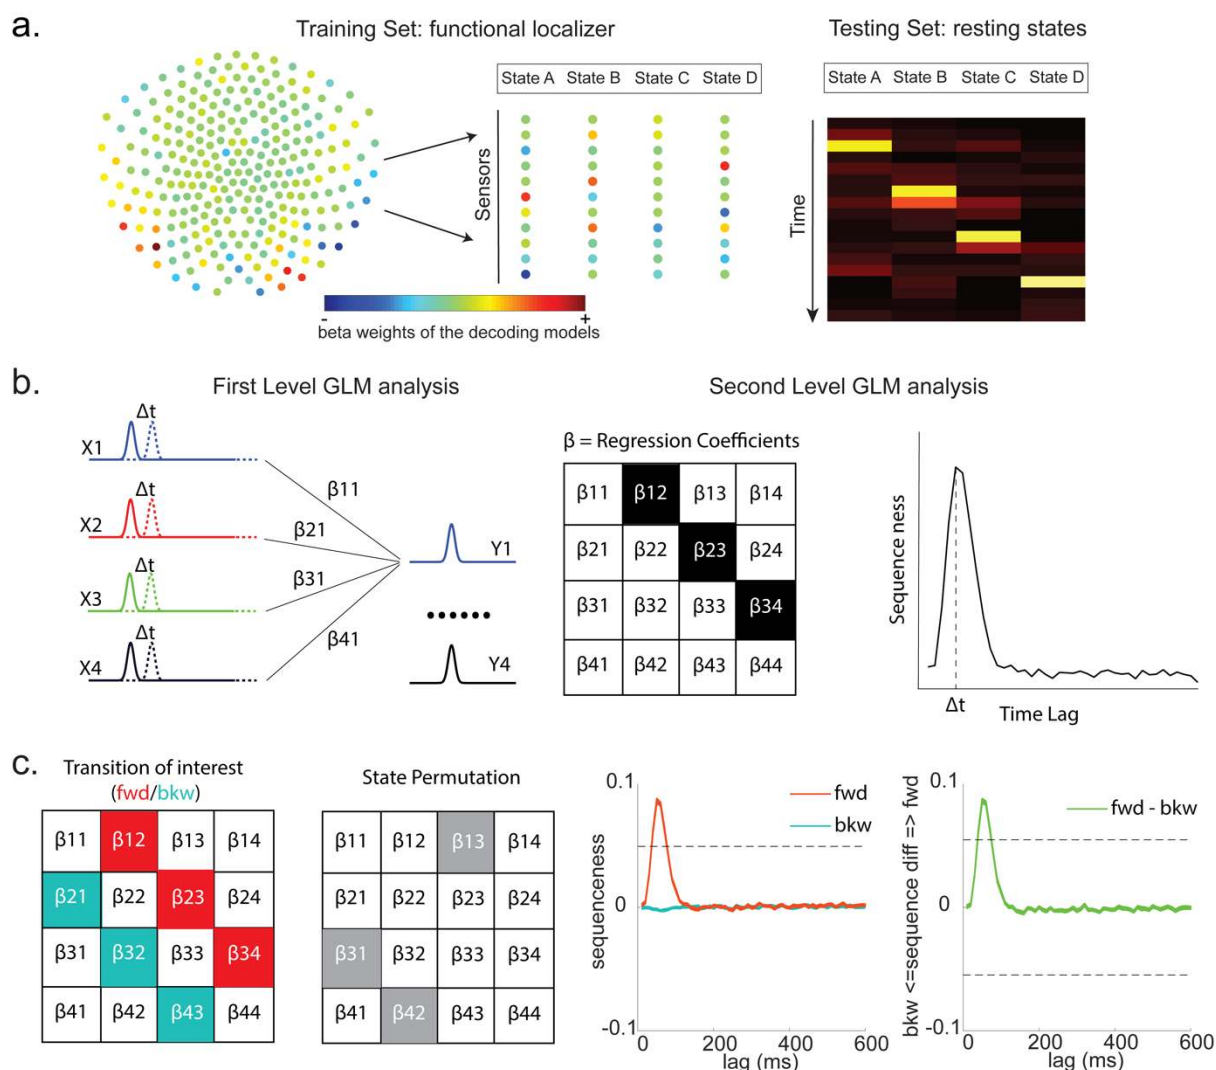 a.
Training Set: functional localizer
State A State B State C State D
Sensors
-
+
beta weights of the decoding models
Testing Set: resting states
State A State B State C State D
Time
b.
First Level GLM analysis
Δt
X1
Δt
X2
Δt
X3
Δt
X4
β11
β21
β31
β41
Y1
......
Y4
Second Level GLM analysis
β = Regression Coefficients
β11 β12 β13 β14
β21 β22 β23 β24
β31 β32 β33 β34
β41 β42 β43 β44
Sequence ness
Δt
Time Lag
c.
Transition of interest
(fwd/bkw)
β11 β12 β13 β14
β21 β22 β23 β24
β31 β32 β33 β34
β41 β42 β43 β44
State Permutation
β11 β12 β13 β14
β21 β22 β23 β24
β31 β32 β33 β34
β41 β42 β43 β44
0.1
0
-0.1
sequenceness
fwd
bkw
0 200 400 600
lag (ms)
0.1
0
-0.1
bkw <=sequence diff => fwd
fwd - bkw
0 200 400 600
lag (ms)